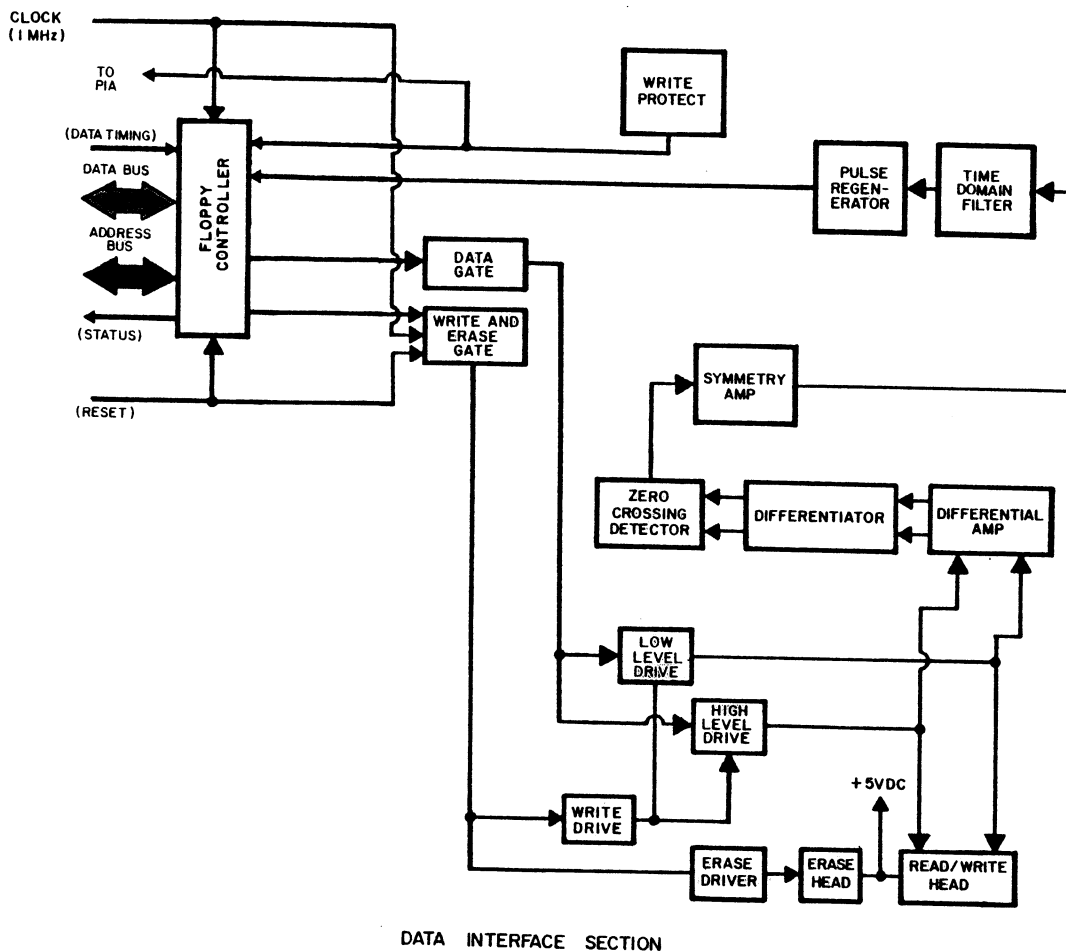 CLOCK
(1 MHz)
TO
PIA
WRITE
PROTECT
(DATA TIMING)
DATA BUS
ADDRESS
BUS
(STATUS)
(RESET)
FLOPPY
CONTROLLER
PULSE
REGEN-
ERATOR
TIME
DOMAIN
FILTER
DATA
GATE
WRITE AND
ERASE
GATE
SYMMETRY
AMP
ZERO
CROSSING
DETECTOR
DIFFERENTIATOR
DIFFERENTIAL
AMP
LOW
LEVEL
DRIVE
HIGH
LEVEL
DRIVE
+5VDC
WRITE
DRIVE
ERASE
DRIVER
ERASE
HEAD
READ/WRITE
HEAD
DATA INTERFACE SECTION